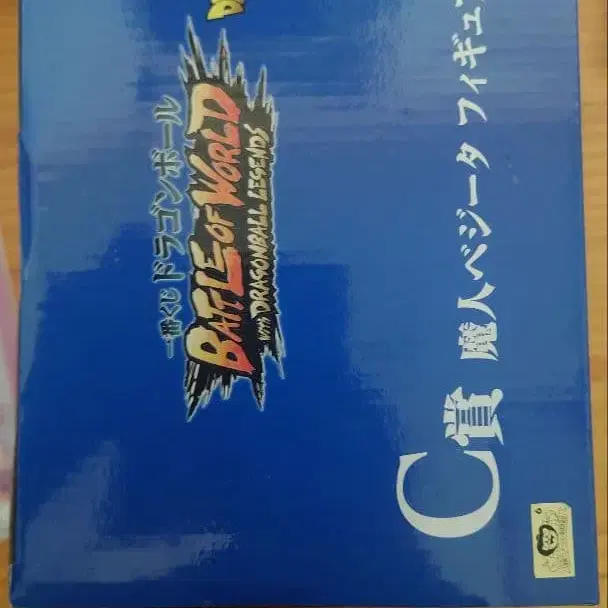 一番くじ ドラゴンボール
BATTLE OF WORLD
WITH DRAGONBALL LEGENDS
C賞 魔人ベジータ フィギュ